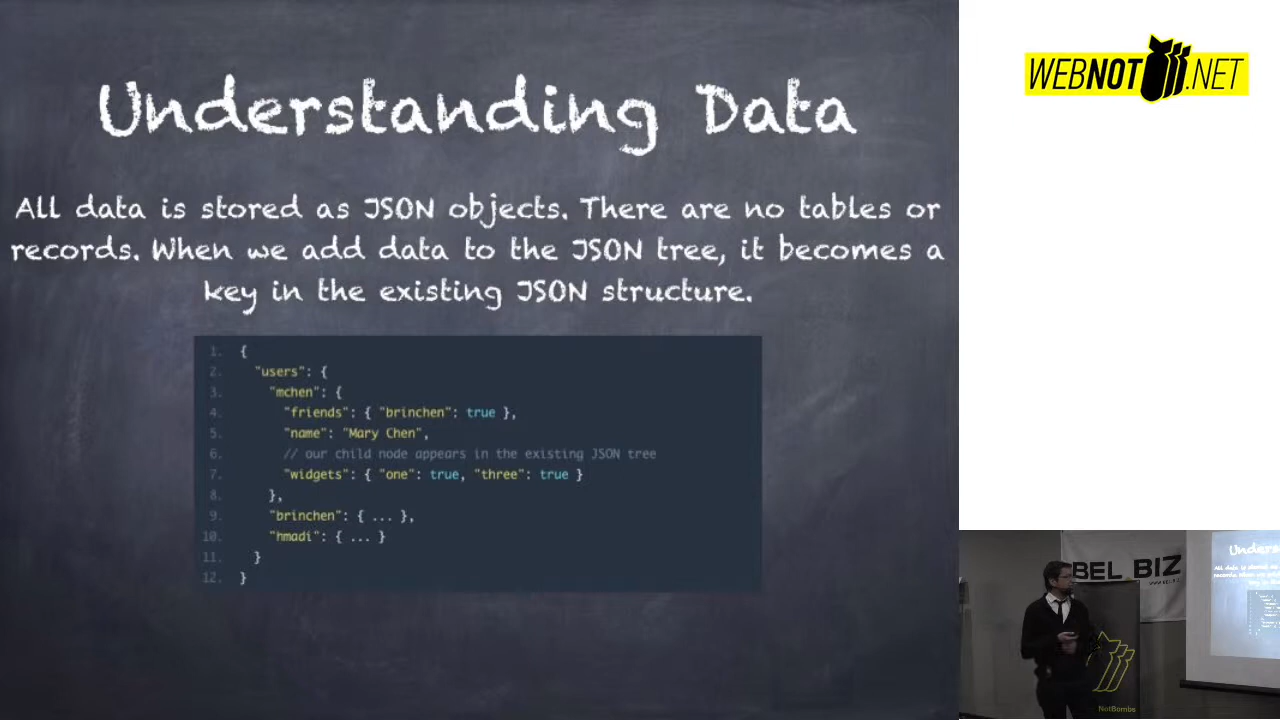 Understanding Data
All data is stored as JSON objects. There are no tables or
records. When we add data to the JSON tree, it becomes a
key in the existing JSON structure.
1. {
2. "users": {
3. "mchen": {
4. "friends": { "brinchen": true },
5. "name": "Mary Chen",
6. // our child node appears in the existing JSON tree
7. "widgets": { "one": true, "three": true }
8. },
9. "brinchen": { ... },
10. "hmadi": { ... }
11. }
12. }
WEBNOT.NET
BEL BIZ
NotBombs